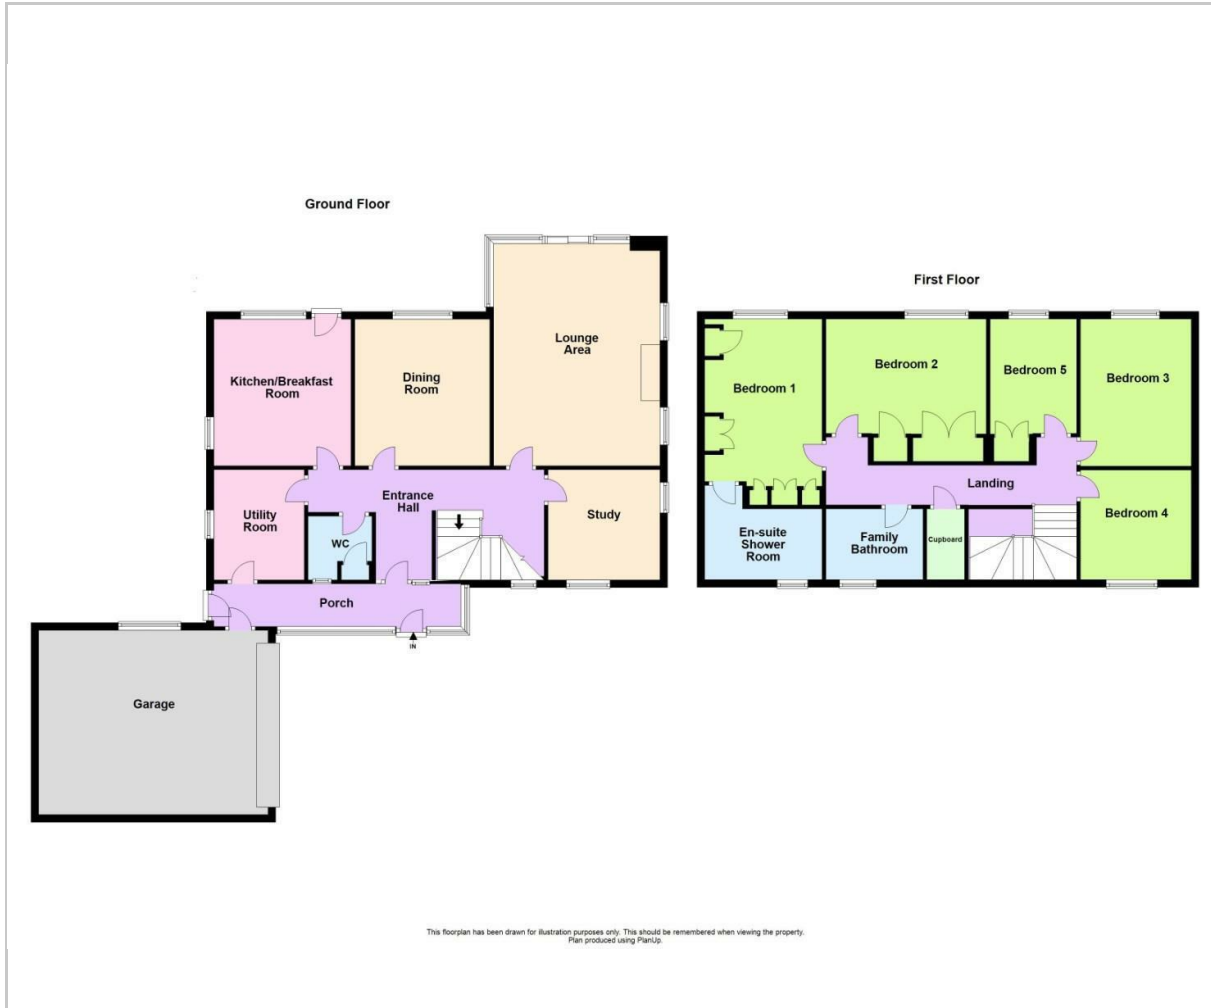 Ground Floor
First Floor
Lounge
Area
Kitchen/Breakfast
Room
Dining
Room
Utility
Room
WC
Entrance
Hall
Study
Porch
IN
Garage
Bedroom 1
Bedroom 2
Bedroom 5
Bedroom 3
Landing
Bedroom 4
En-suite
Shower
Room
Family
Bathroom
Cupboard
This floorplan has been drawn for illustration purposes only. This should be remembered when viewing the property.
Plan produced using PlanUp.